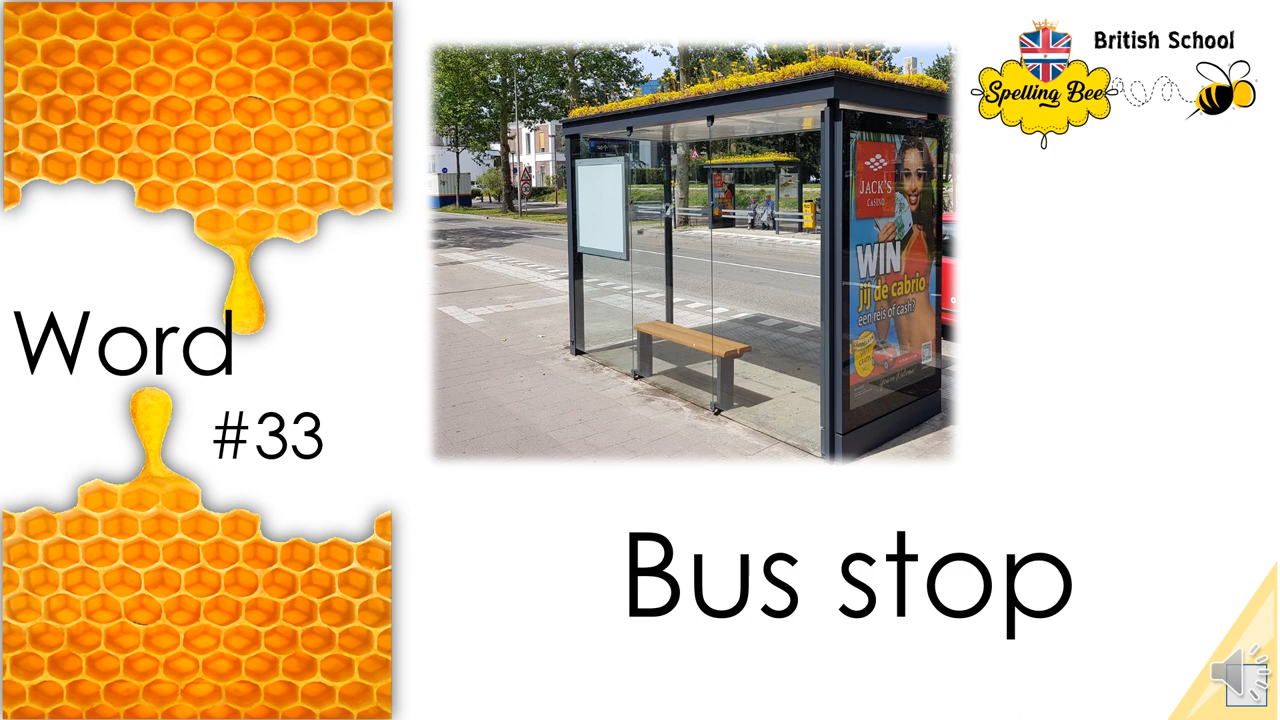 British School
Spelling Bee
JACK'S
CASINO
WIN
jij de cabrio
een reis of cash?
Word
#33
Bus stop